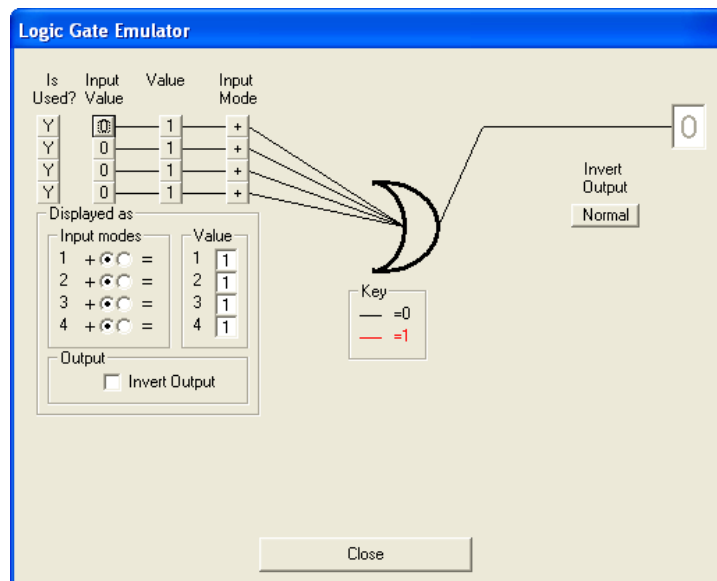 Logic Gate Emulator
Is Used? Input Value Value Input Mode
Y 0 1 +
Y 0 1 +
Y 0 1 +
Y 0 1 +
0
Invert Output
Normal
Displayed as
Input modes
1 + =
2 + =
3 + =
4 + =
Value
1 1
2 1
3 1
4 1
Output
Invert Output
Key
=0
=1
Close